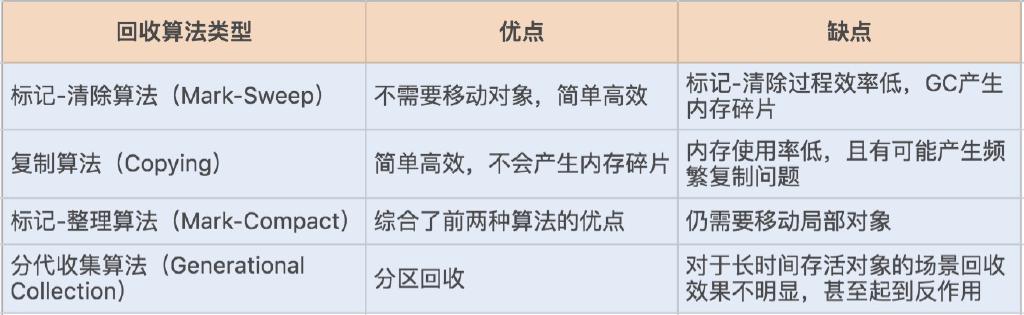 回收算法类型 优点 缺点
标记-清除算法（Mark-Sweep） 不需要移动对象，简单高效 标记-清除过程效率低，GC产生
内存碎片
复制算法（Copying） 简单高效，不会产生内存碎片 内存使用率低，且有可能产生频
繁复制问题
标记-整理算法（Mark-Compact） 综合了前两种算法的优点 仍需要移动局部对象
分代收集算法（Generational
Collection） 分区回收 对于长时间存活对象的场景回收
效果不明显，甚至起到反作用